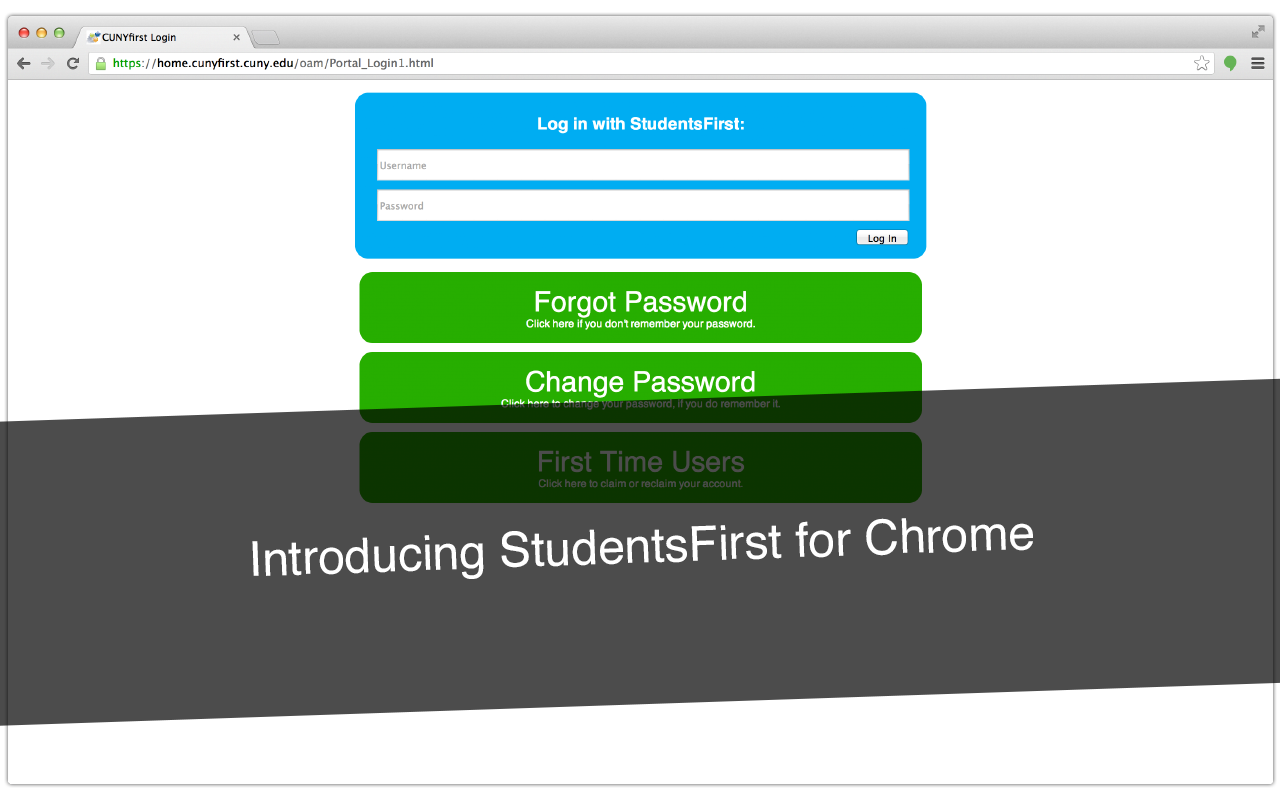 CUNYfirst Login
https://home.cunyfirst.cuny.edu/oam/Portal_Login1.html
Log in with StudentsFirst:
Username
Password
Log In
Forgot Password
Click here if you don't remember your password.
Change Password
Click here to change your password, if you do remember it.
First Time Users
Click here to claim or reclaim your account.
Introducing StudentsFirst for Chrome